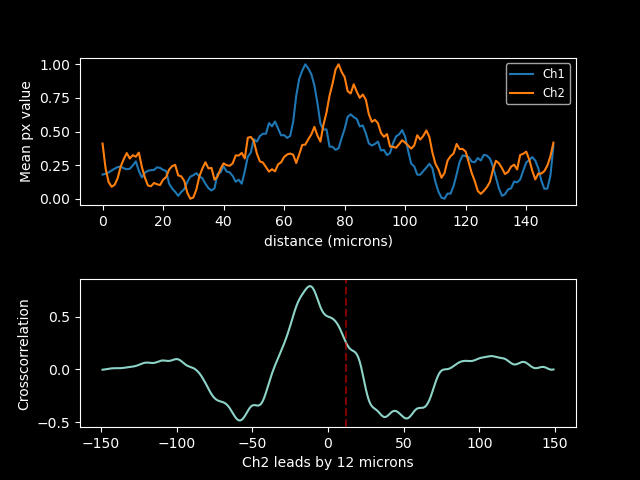 1.00
0.75
0.50
0.25
0.00
Mean px value
Ch1
Ch2
0 20 40 60 80 100 120 140
distance (microns)
0.5
0.0
−0.5
Crosscorrelation
−150 −100 −50 0 50 100 150
Ch2 leads by 12 microns